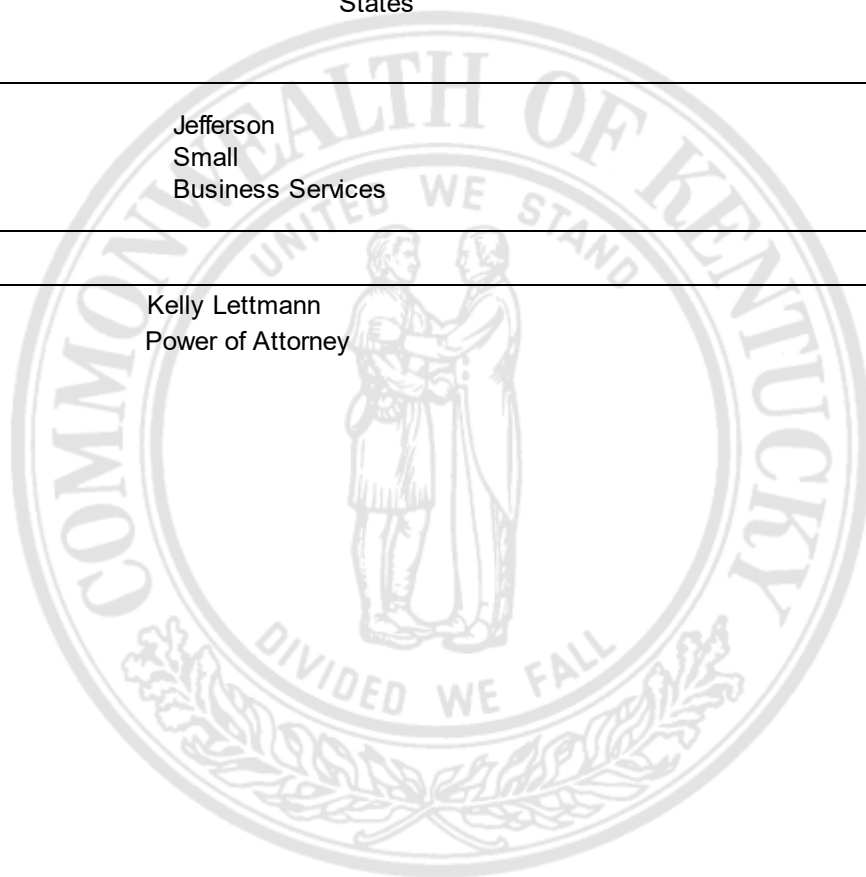 States
Jefferson
Small
Business Services
Kelly Lettmann
Power of Attorney
COMMONWEALTH OF KENTUCKY
UNITED WE STAND
DIVIDED WE FALL